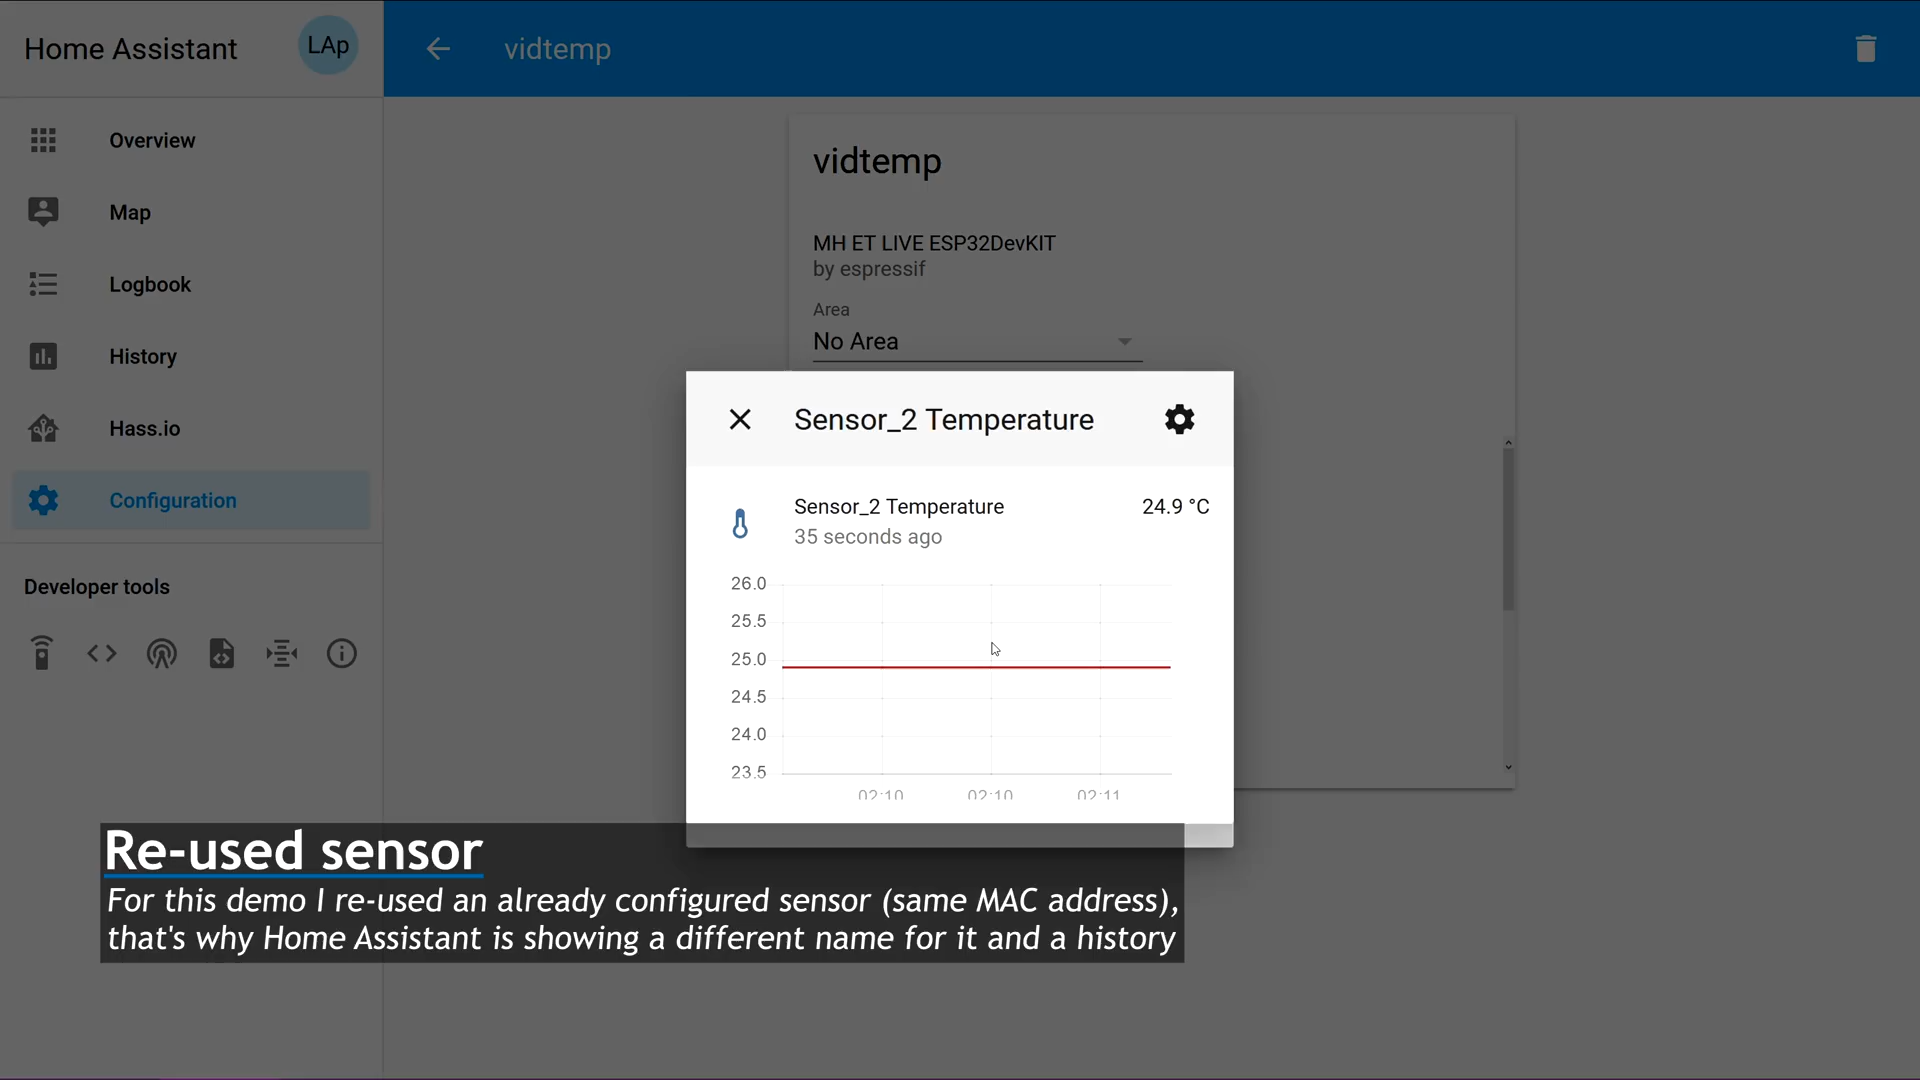 Home Assistant
LAp
vidtemp
Overview
Map
Logbook
History
Hass.io
Configuration
Developer tools
vidtemp
MH ET LIVE ESP32DevKIT
by espressif
Area
No Area
Sensor_2 Temperature
Sensor_2 Temperature 24.9 °C
35 seconds ago
26.0
25.5
25.0
24.5
24.0
23.5
02:10 02:10 02:11
Re-used sensor
For this demo I re-used an already configured sensor (same MAC address),
that's why Home Assistant is showing a different name for it and a history